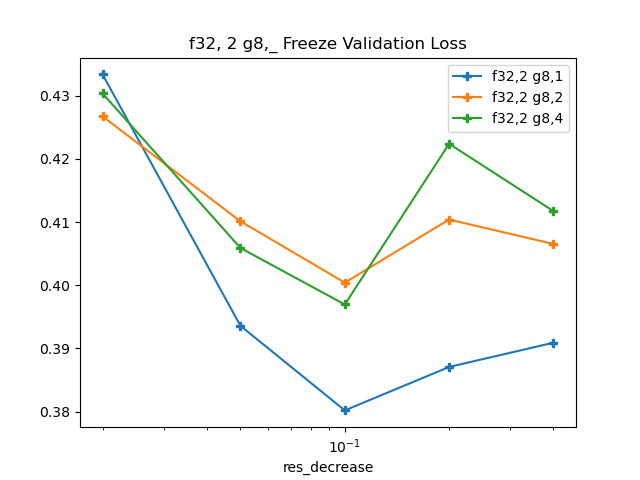 f32, 2 g8,_ Freeze Validation Loss
f32,2 g8,1
f32,2 g8,2
f32,2 g8,4
0.43
0.42
0.41
0.40
0.39
0.38
10⁻¹
res_decrease